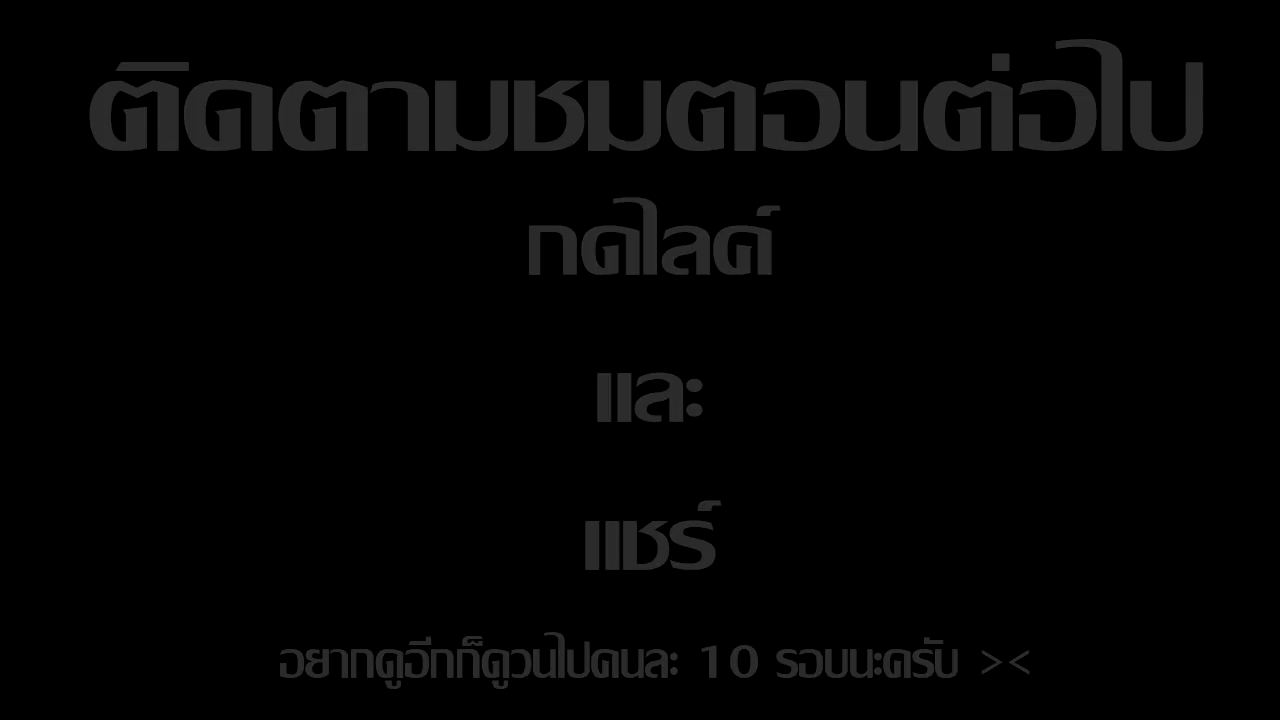 ติดตามชมตอนต่อไป
กดไลค์
และ
แชร์
อยากดูอีกก็ดูวนไปคนละ 10 รอบนะครับ ><